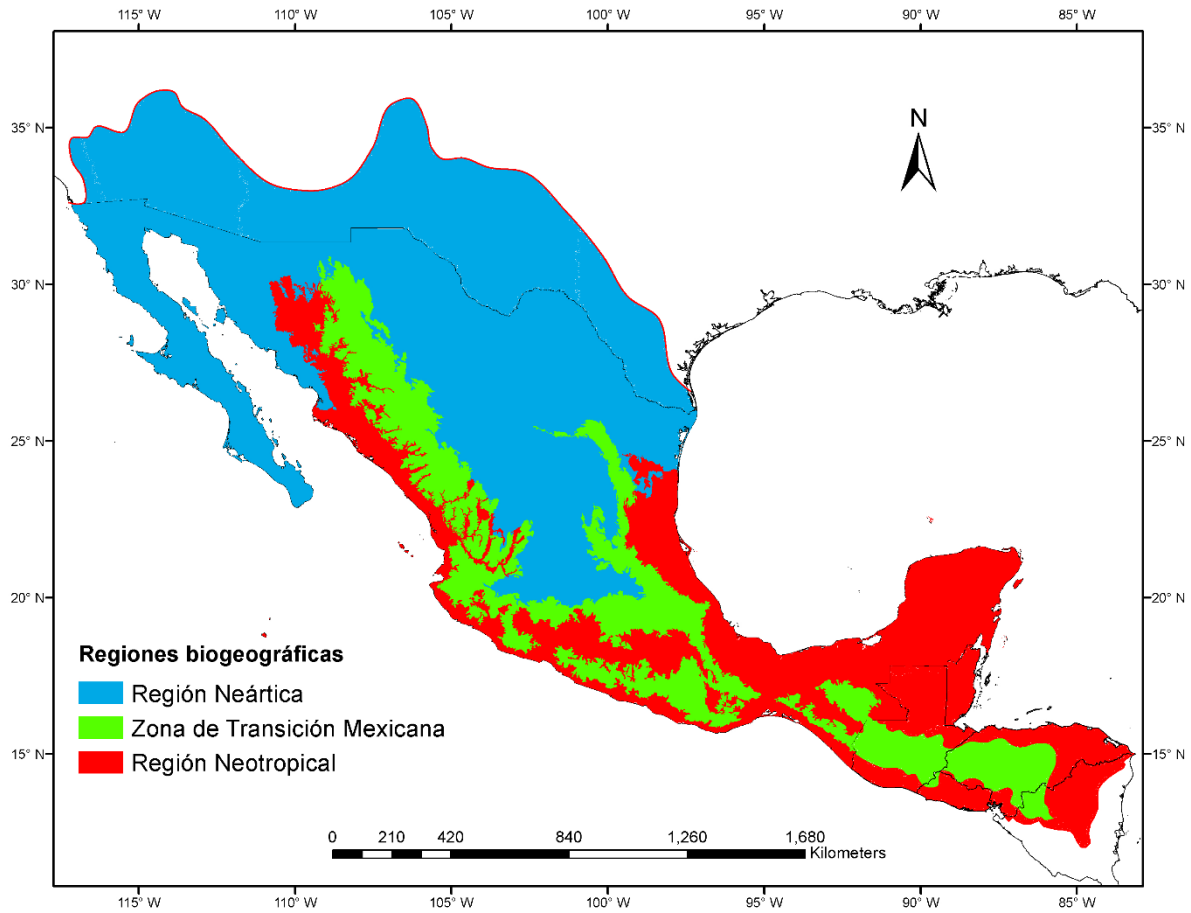 115° W 110° W 105° W 100° W 95° W 90° W 85° W
35° N 35° N
N
30° N 30° N
25° N 25° N
20° N 20° N
Regiones biogeográficas
Región Neártica
Zona de Transición Mexicana
Región Neotropical
15° N 15° N
0 210 420 840 1,260 1,680
Kilometers
115° W 110° W 105° W 100° W 95° W 90° W 85° W